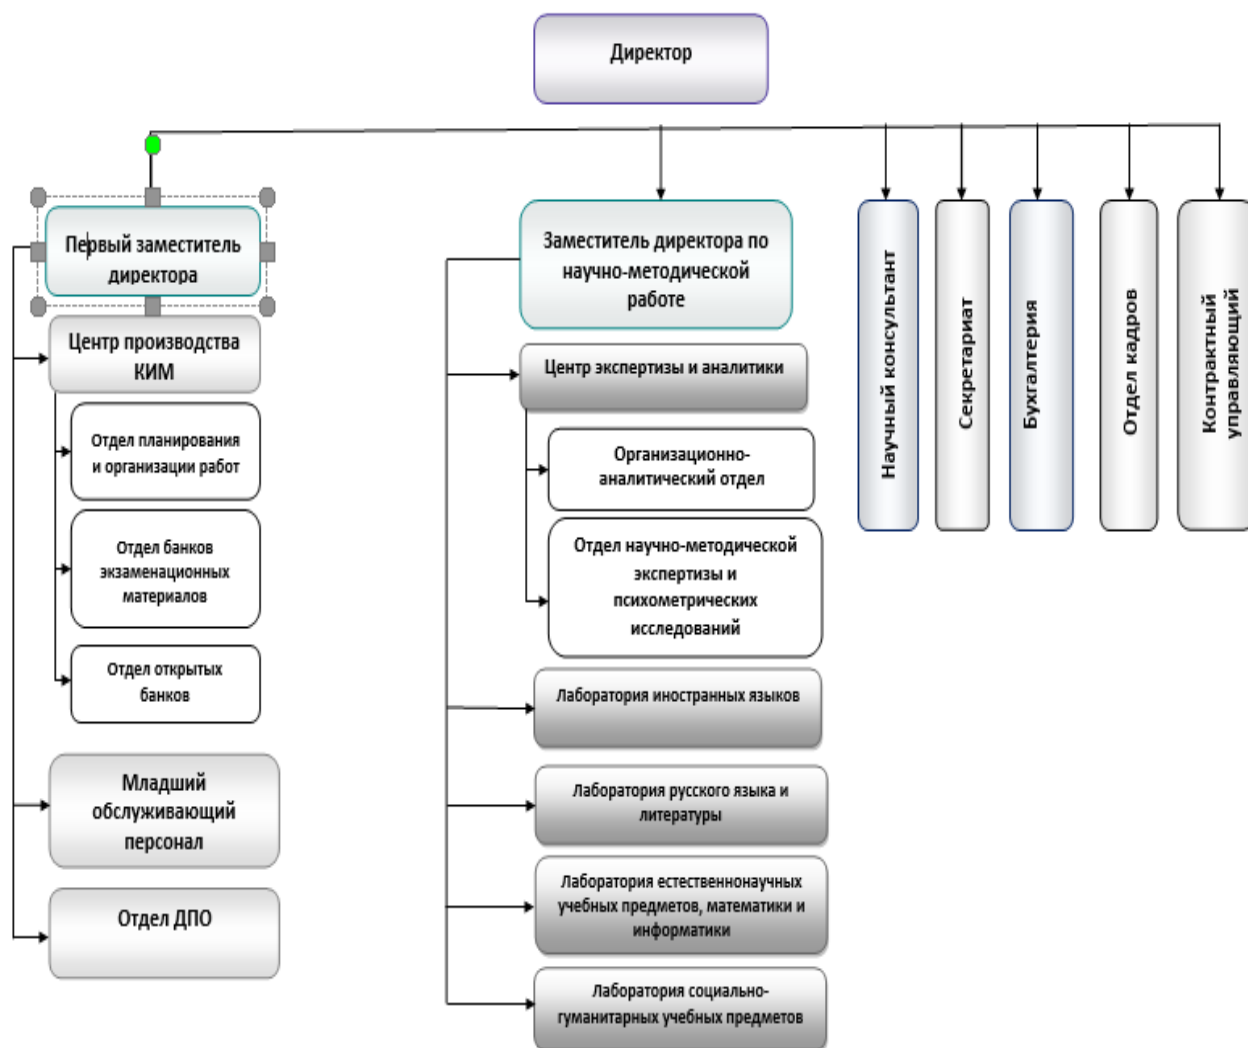 Директор
Первый заместитель
директора
Центр производства
КИМ
Отдел планирования
и организации работ
Отдел банков
экзаменационных
материалов
Отдел открытых
банков
Младший
обслуживающий
персонал
Отдел ДПО
Заместитель директора по
научно-методической
работе
Центр экспертизы и аналитики
Организационно-
аналитический отдел
Отдел научно-методической
экспертизы и
психометрических
исследований
Лаборатория иностранных языков
Лаборатория русского языка и
литературы
Лаборатория естественнонаучных
учебных предметов, математики и
информатики
Лаборатория социально-
гуманитарных учебных предметов
Научный консультант
Секретариат
Бухгалтерия
Отдел кадров
Контрактный
управляющий